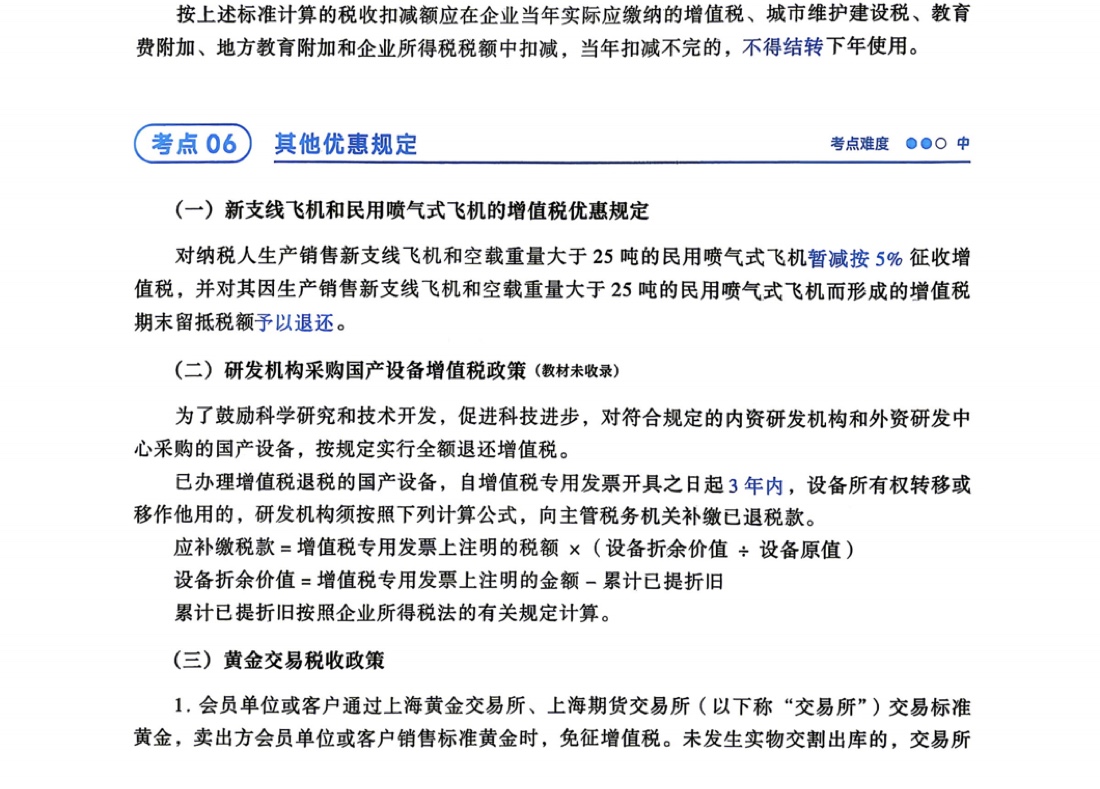 按上述标准计算的税收扣减额应在企业当年实际应缴纳的增值税、城市维护建设税、教育
费附加、地方教育附加和企业所得税税额中扣减，当年扣减不完的，不得结转下年使用。
考点 06 其他优惠规定 考点难度 ●●○ 中
（一）新支线飞机和民用喷气式飞机的增值税优惠规定
对纳税人生产销售新支线飞机和空载重量大于 25 吨的民用喷气式飞机暂减按 5% 征收增
值税，并对其因生产销售新支线飞机和空载重量大于 25 吨的民用喷气式飞机而形成的增值税
期末留抵税额予以退还。
（二）研发机构采购国产设备增值税政策（教材未收录）
为了鼓励科学研究和技术开发，促进科技进步，对符合规定的内资研发机构和外资研发中
心采购的国产设备，按规定实行全额退还增值税。
已办理增值税退税的国产设备，自增值税专用发票开具之日起 3 年内，设备所有权转移或
移作他用的，研发机构须按照下列计算公式，向主管税务机关补缴已退税款。
应补缴税款 = 增值税专用发票上注明的税额 ×（设备折余价值 ÷ 设备原值）
设备折余价值 = 增值税专用发票上注明的金额 - 累计已提折旧
累计已提折旧按照企业所得税法的有关规定计算。
（三）黄金交易税收政策
1. 会员单位或客户通过上海黄金交易所、上海期货交易所（以下称“交易所”）交易标准
黄金，卖出方会员单位或客户销售标准黄金时，免征增值税。未发生实物交割出库的，交易所